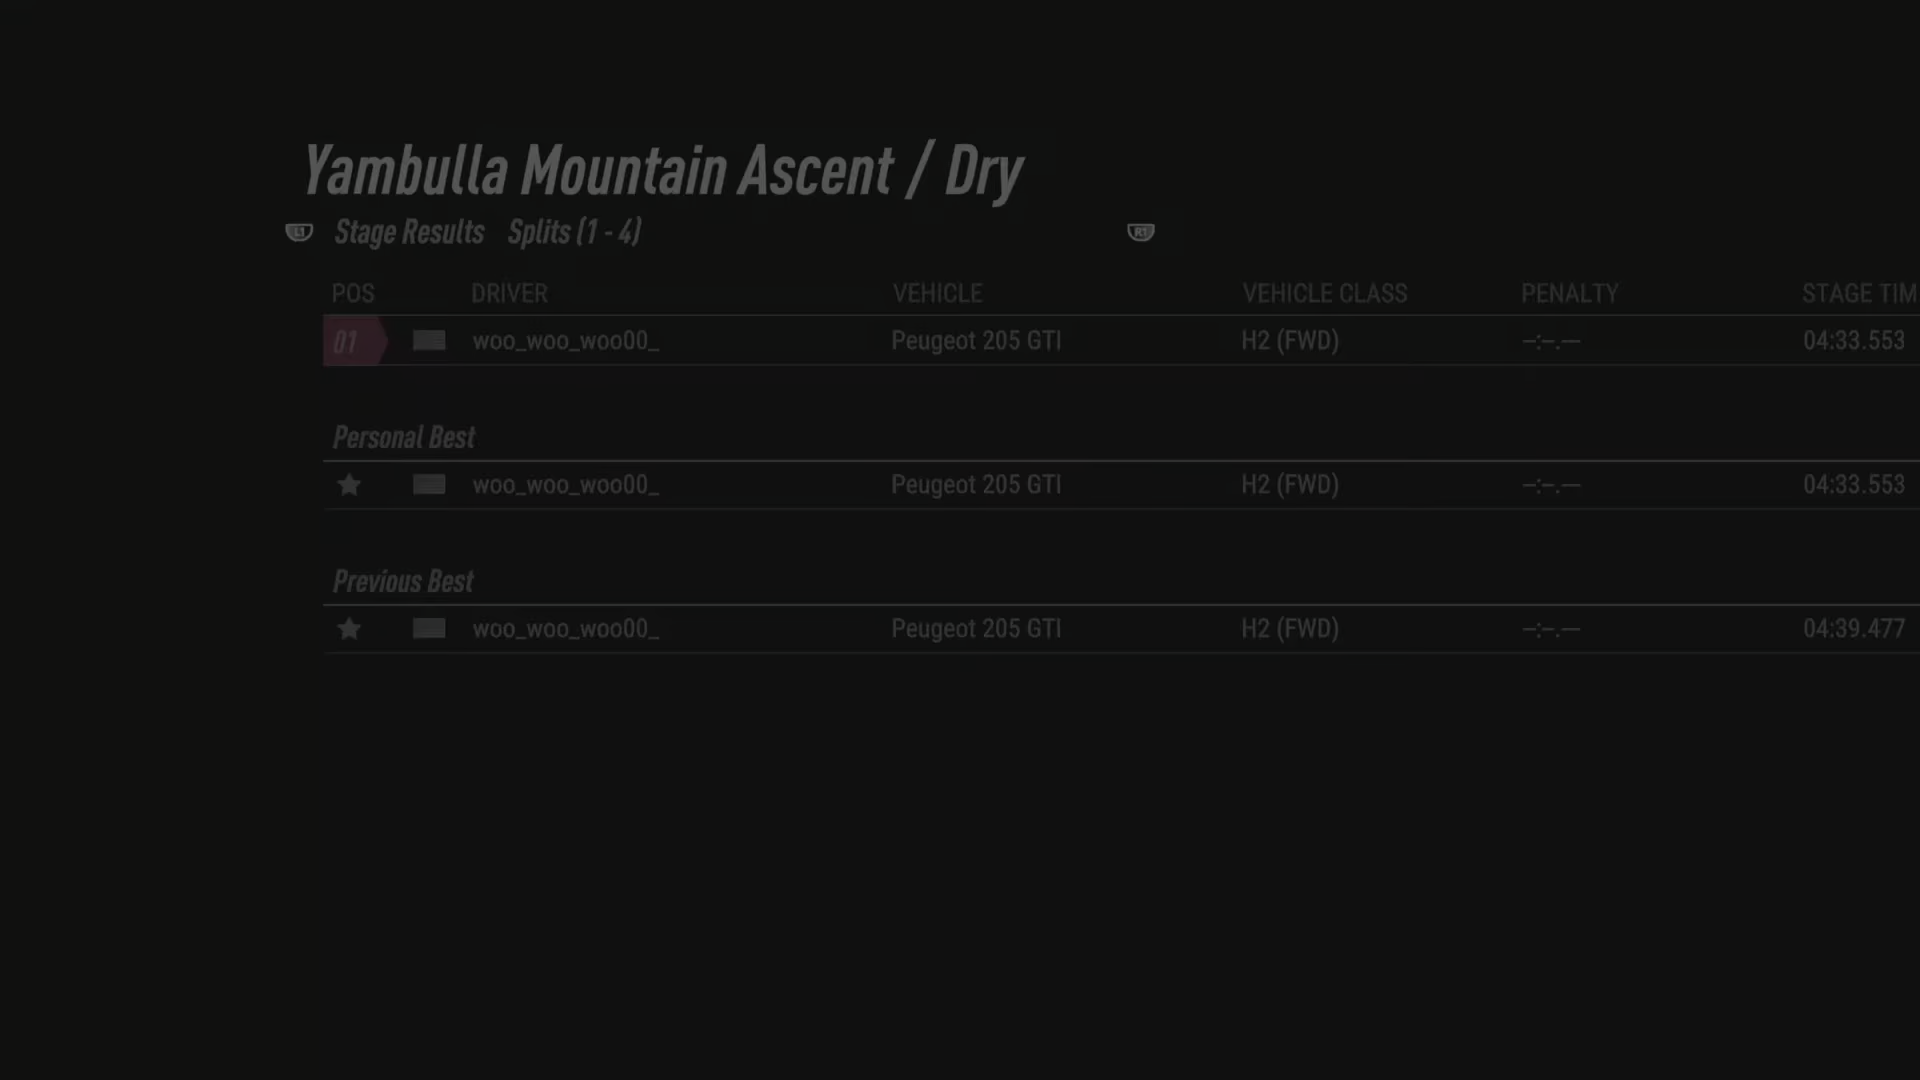 Yambulla Mountain Ascent / Dry
L1 Stage Results Splits (1 - 4) R1
POS DRIVER VEHICLE VEHICLE CLASS PENALTY STAGE TIM
01 woo_woo_woo00_ Peugeot 205 GTI H2 (FWD) --:--.--- 04:33.553
Personal Best
woo_woo_woo00_ Peugeot 205 GTI H2 (FWD) --:--.--- 04:33.553
Previous Best
woo_woo_woo00_ Peugeot 205 GTI H2 (FWD) --:--.--- 04:39.477